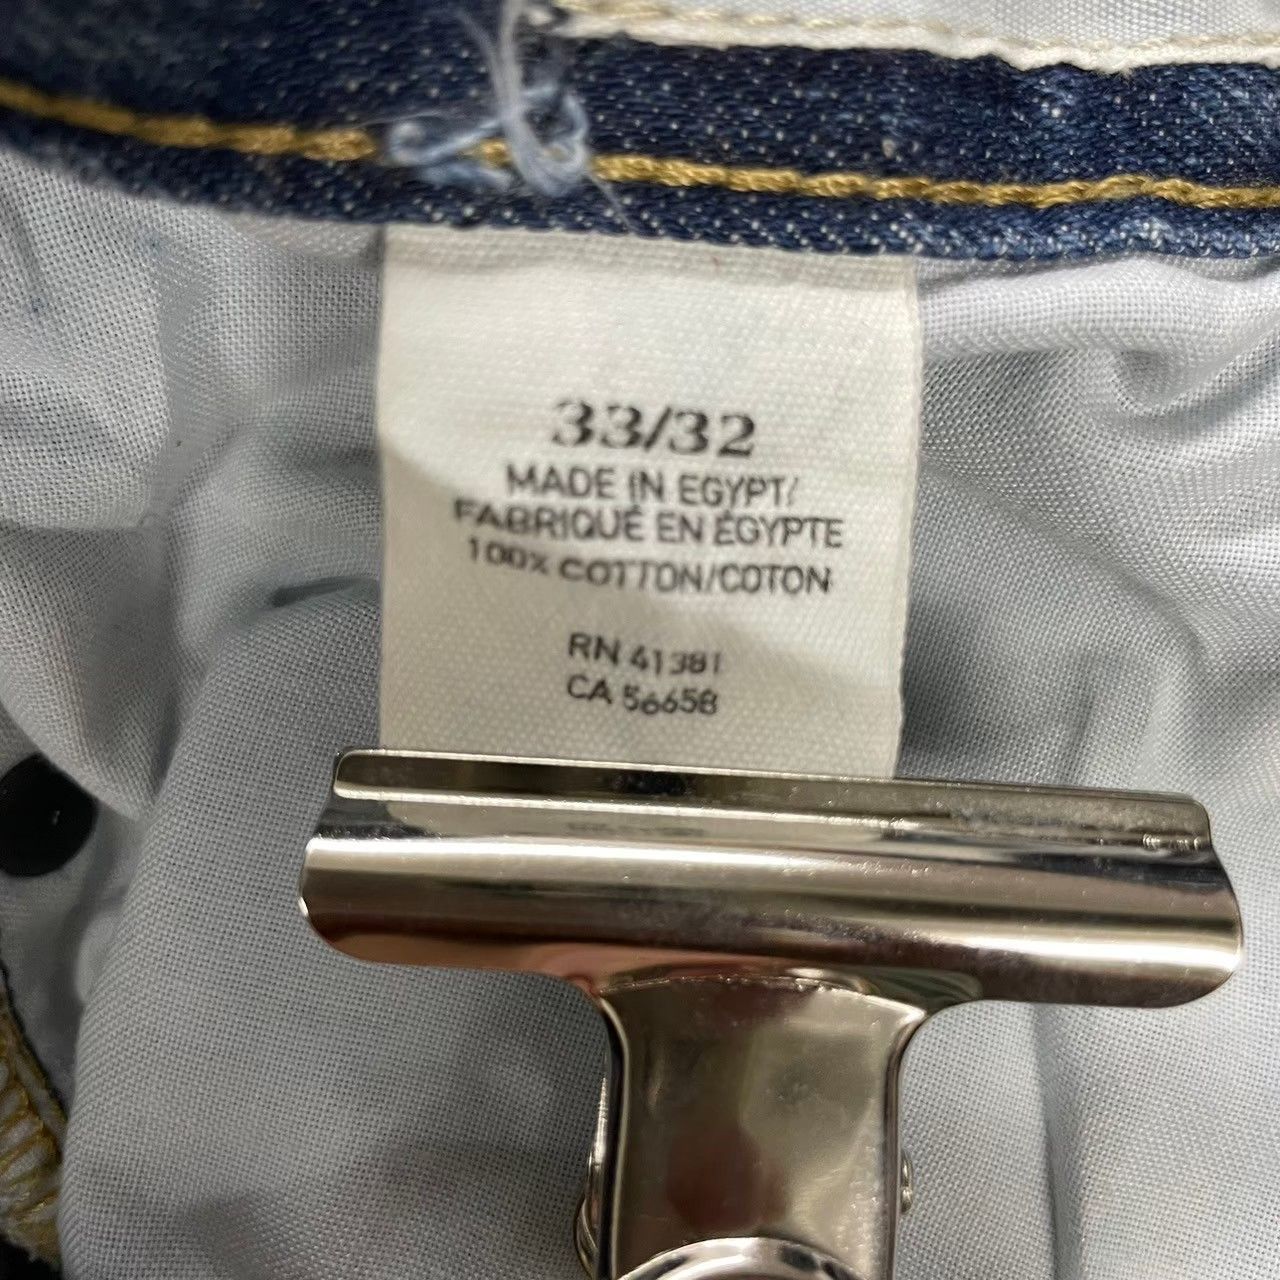 33/32
MADE IN EGYPT/
FABRIQUÉ EN ÉGYPTE
100% COTTON/COTON
RN 41381
CA 56658